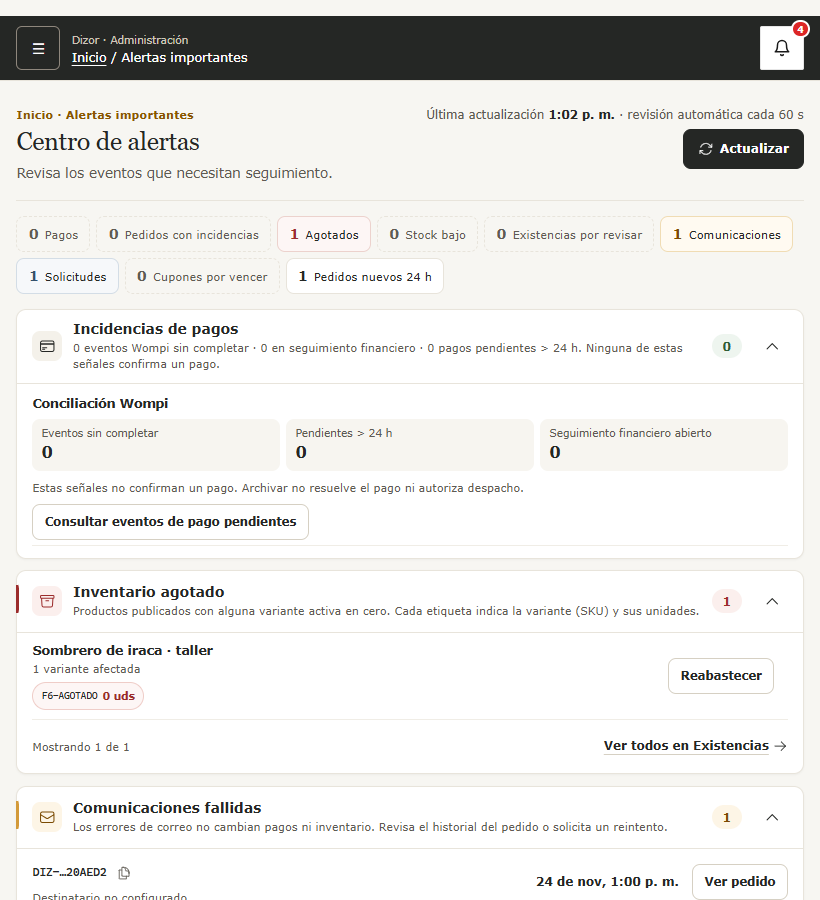 Dizor · Administración
Inicio / Alertas importantes
4
Inicio · Alertas importantes
Última actualización 1:02 p. m. · revisión automática cada 60 s
Centro de alertas
Actualizar
Revisa los eventos que necesitan seguimiento.
0 Pagos
0 Pedidos con incidencias
1 Agotados
0 Stock bajo
0 Existencias por revisar
1 Comunicaciones
1 Solicitudes
0 Cupones por vencer
1 Pedidos nuevos 24 h
Incidencias de pagos
0 eventos Wompi sin completar · 0 en seguimiento financiero · 0 pagos pendientes > 24 h. Ninguna de estas
señales confirma un pago.
0
Conciliación Wompi
Eventos sin completar
0
Pendientes > 24 h
0
Seguimiento financiero abierto
0
Estas señales no confirman un pago. Archivar no resuelve el pago ni autoriza despacho.
Consultar eventos de pago pendientes
Inventario agotado
Productos publicados con alguna variante activa en cero. Cada etiqueta indica la variante (SKU) y sus unidades.
1
Sombrero de iraca · taller
1 variante afectada
F6-AGOTADO 0 uds
Reabastecer
Mostrando 1 de 1
Ver todos en Existencias →
Comunicaciones fallidas
Los errores de correo no cambian pagos ni inventario. Revisa el historial del pedido o solicita un reintento.
1
DIZ-…20AED2
24 de nov, 1:00 p. m.
Ver pedido
Destinatario no configurado